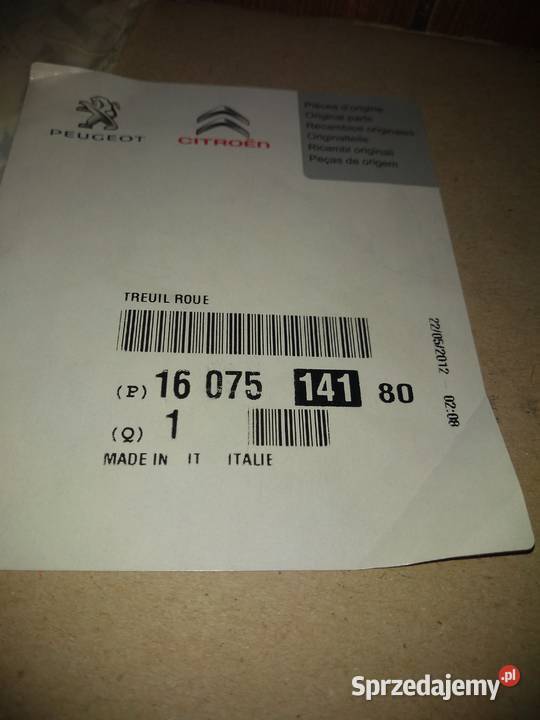 PEUGEOT
CITROËN
Pièces d'origine
Original parts
Recambios originales
Originalteile
Ricambi originali
Peças de origem
TREUIL ROUE
(P) 16 075 141 80
(Q) 1
MADE IN IT ITALIE
22/05/2012 02:08
Sprzedajemy.pl